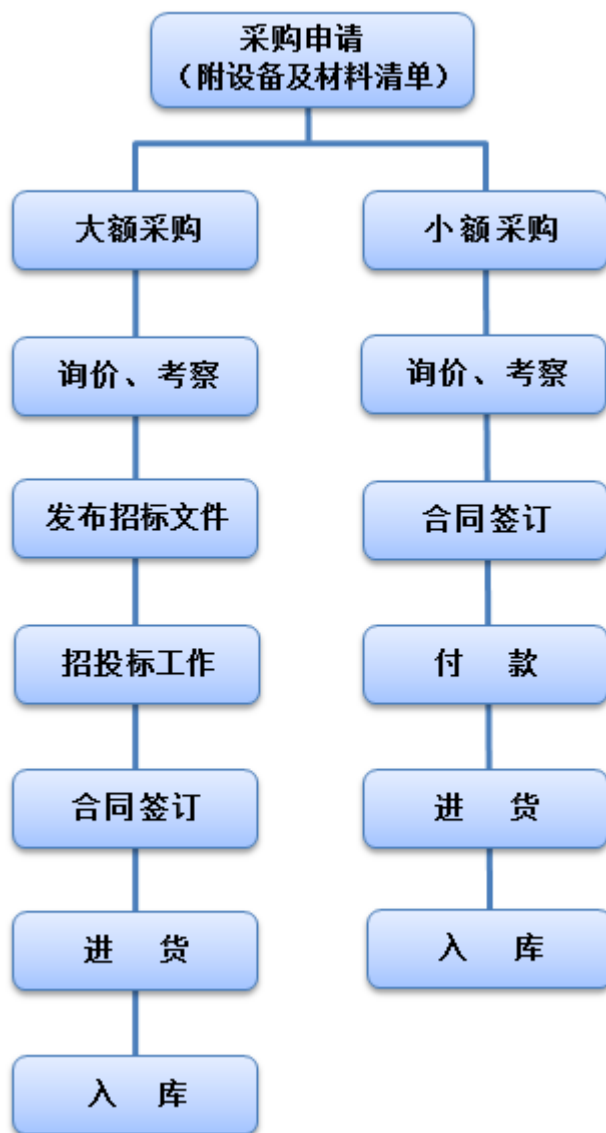 采购申请
（附设备及材料清单）
大额采购
小额采购
询价、考察
询价、考察
发布招标文件
合同签订
招投标工作
付 款
合同签订
进 货
进 货
入 库
入 库